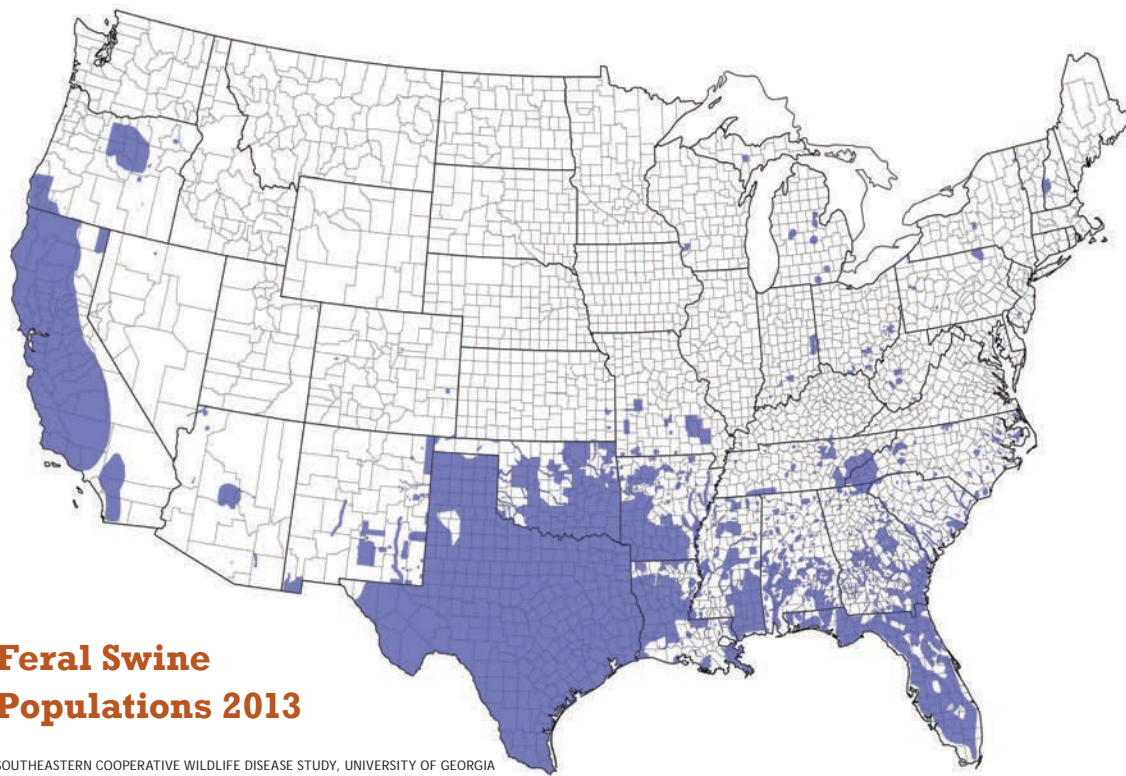 Feral Swine
Populations 2013
SOUTHEASTERN COOPERATIVE WILDLIFE DISEASE STUDY, UNIVERSITY OF GEORGIA